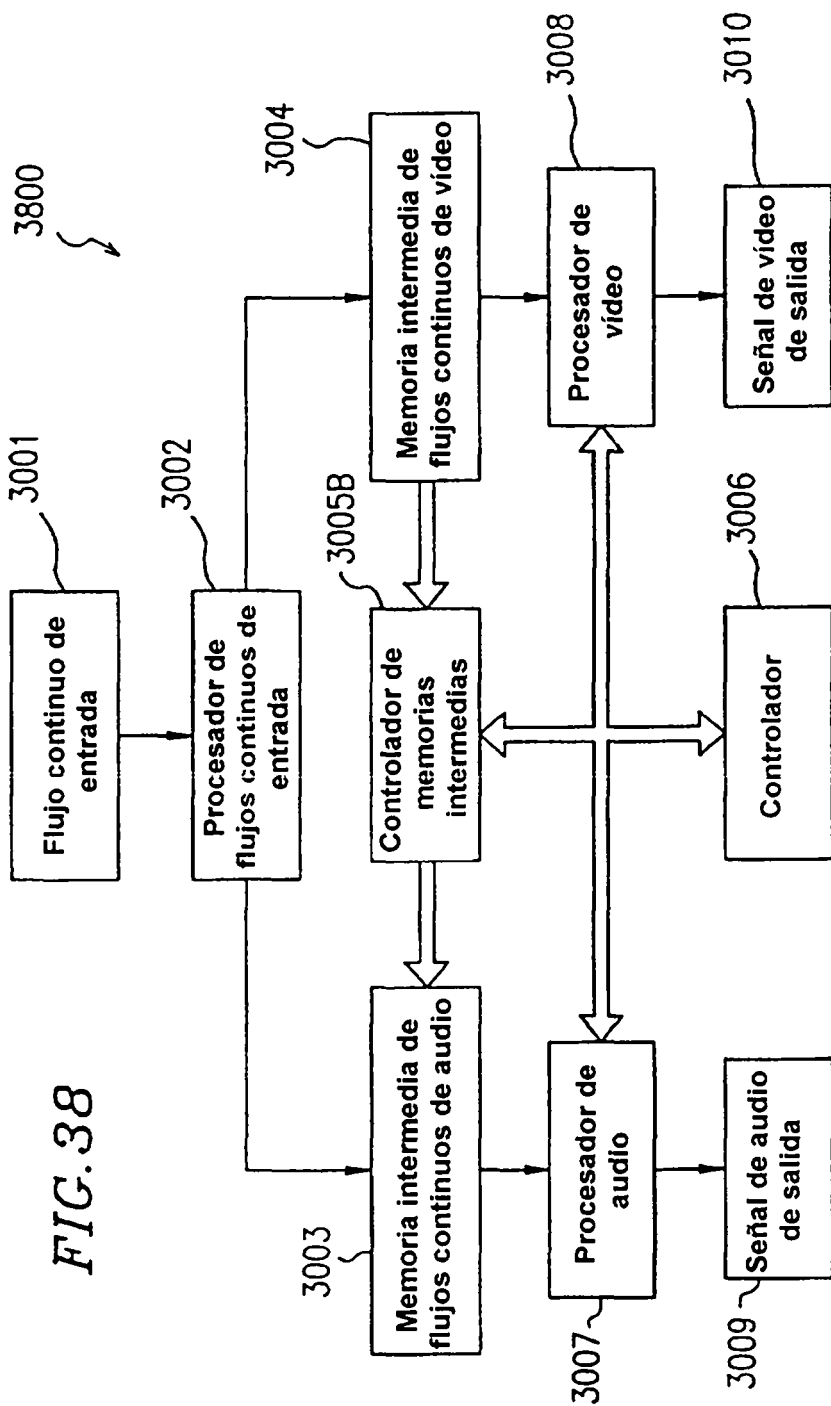 FIG.38
3800
3001
Flujo continuo de
entrada
3002
Procesador de
flujos continuos de
entrada
3003
Memoria intermedia de
flujos continuos de audio
3005B
Controlador de
memorias
intermedias
3004
Memoria intermedia de
flujos continuos de vídeo
3007
Procesador de
audio
3008
Procesador de
vídeo
3009
Señal de audio
de salida
3006
Controlador
3010
Señal de vídeo
de salida